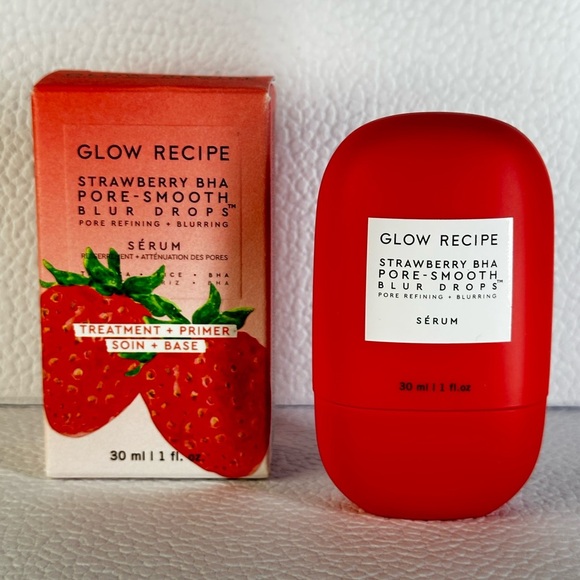 GLOW RECIPE
STRAWBERRY BHA
PORE-SMOOTH
BLUR DROPS™
PORE REFINING + BLURRING
SÉRUM
ATTÉNUATION DES PORES
BHA
BHA
TREATMENT + PRIMER
SOIN + BASE
30 ml | 1 fl. oz
GLOW RECIPE
STRAWBERRY BHA
PORE-SMOOTH
BLUR DROPS™
PORE REFINING + BLURRING
SÉRUM
30 ml | 1 fl.oz